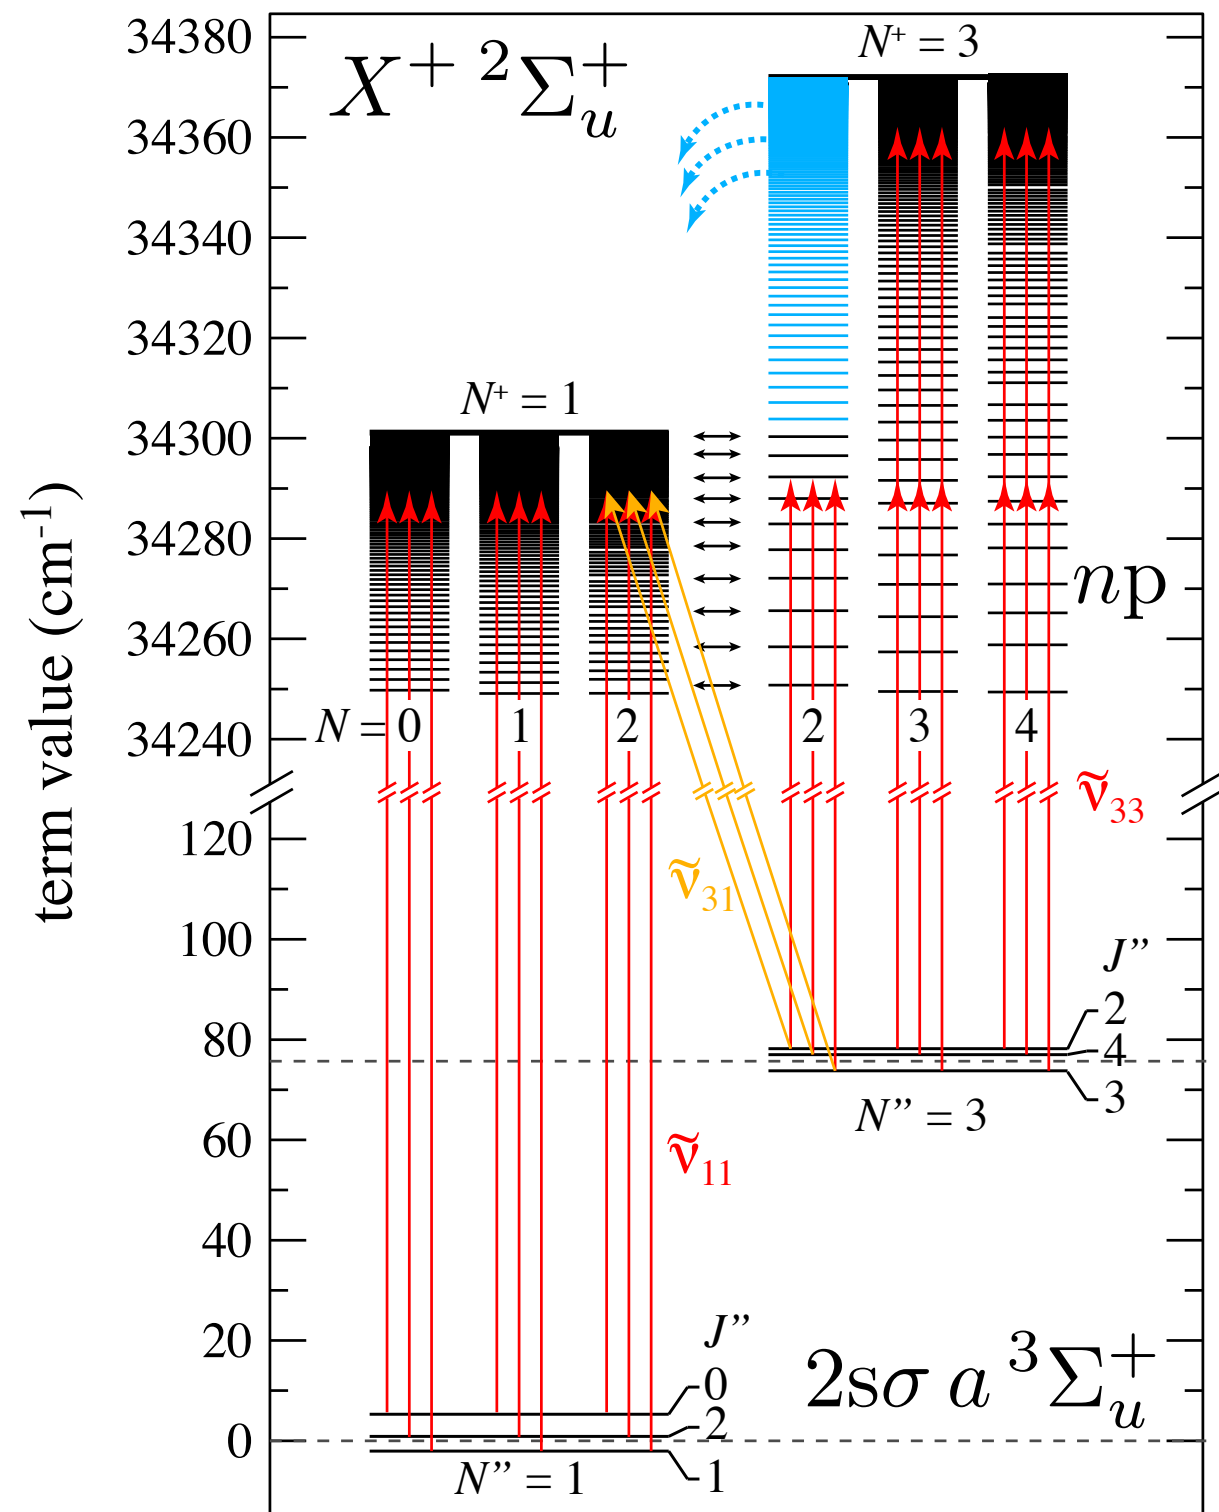 34380
34360
34340
34320
34300
34280
34260
34240
120
100
80
60
40
20
0
term value (cm⁻¹)
X⁺ ²Σᵤ⁺
N⁺ = 3
N⁺ = 1
np
N = 0 1 2 2 3 4
ν̃₃₃
ν̃₃₁
J”
2
4
3
N” = 3
ν̃₁₁
J”
0
2
1
N” = 1
2sσ a ³Σᵤ⁺